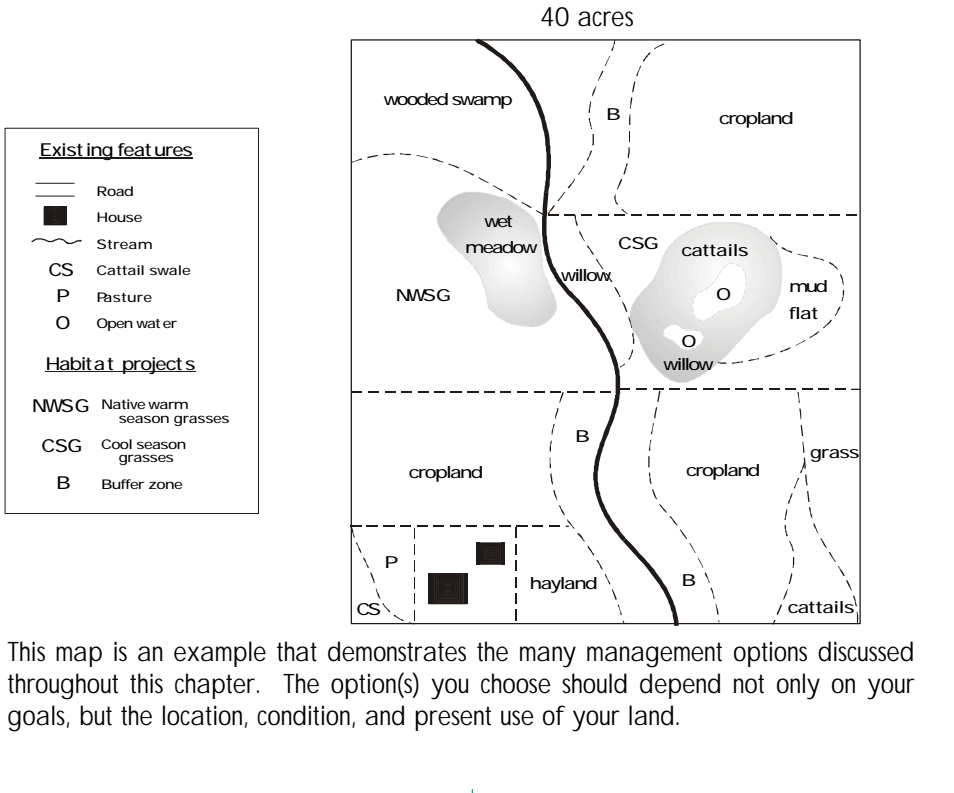 40 acres
Existing features
Road
House
Stream
CS Cattail swale
P Pasture
O Open water
Habitat projects
NWSG Native warm
season grasses
CSG Cool season
grasses
B Buffer zone
wooded swamp
B
cropland
wet
meadow
CSG
cattails
willow
NWSG
O
mud
flat
O
willow
B
cropland
cropland
grass
P
hayland
B
CS
cattails
This map is an example that demonstrates the many management options discussed
throughout this chapter. The option(s) you choose should depend not only on your
goals, but the location, condition, and present use of your land.